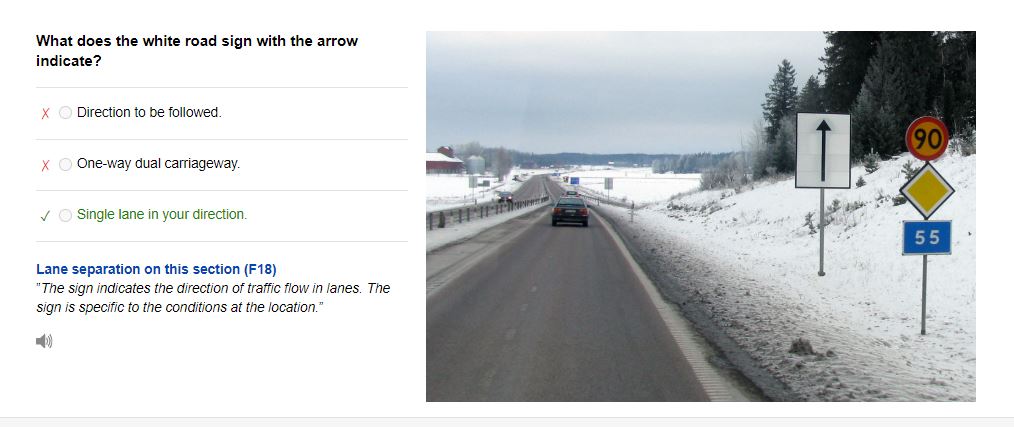 What does the white road sign with the arrow
indicate?
Direction to be followed.
One-way dual carriageway.
Single lane in your direction.
Lane separation on this section (F18)
"The sign indicates the direction of traffic flow in lanes. The
sign is specific to the conditions at the location."
90
55